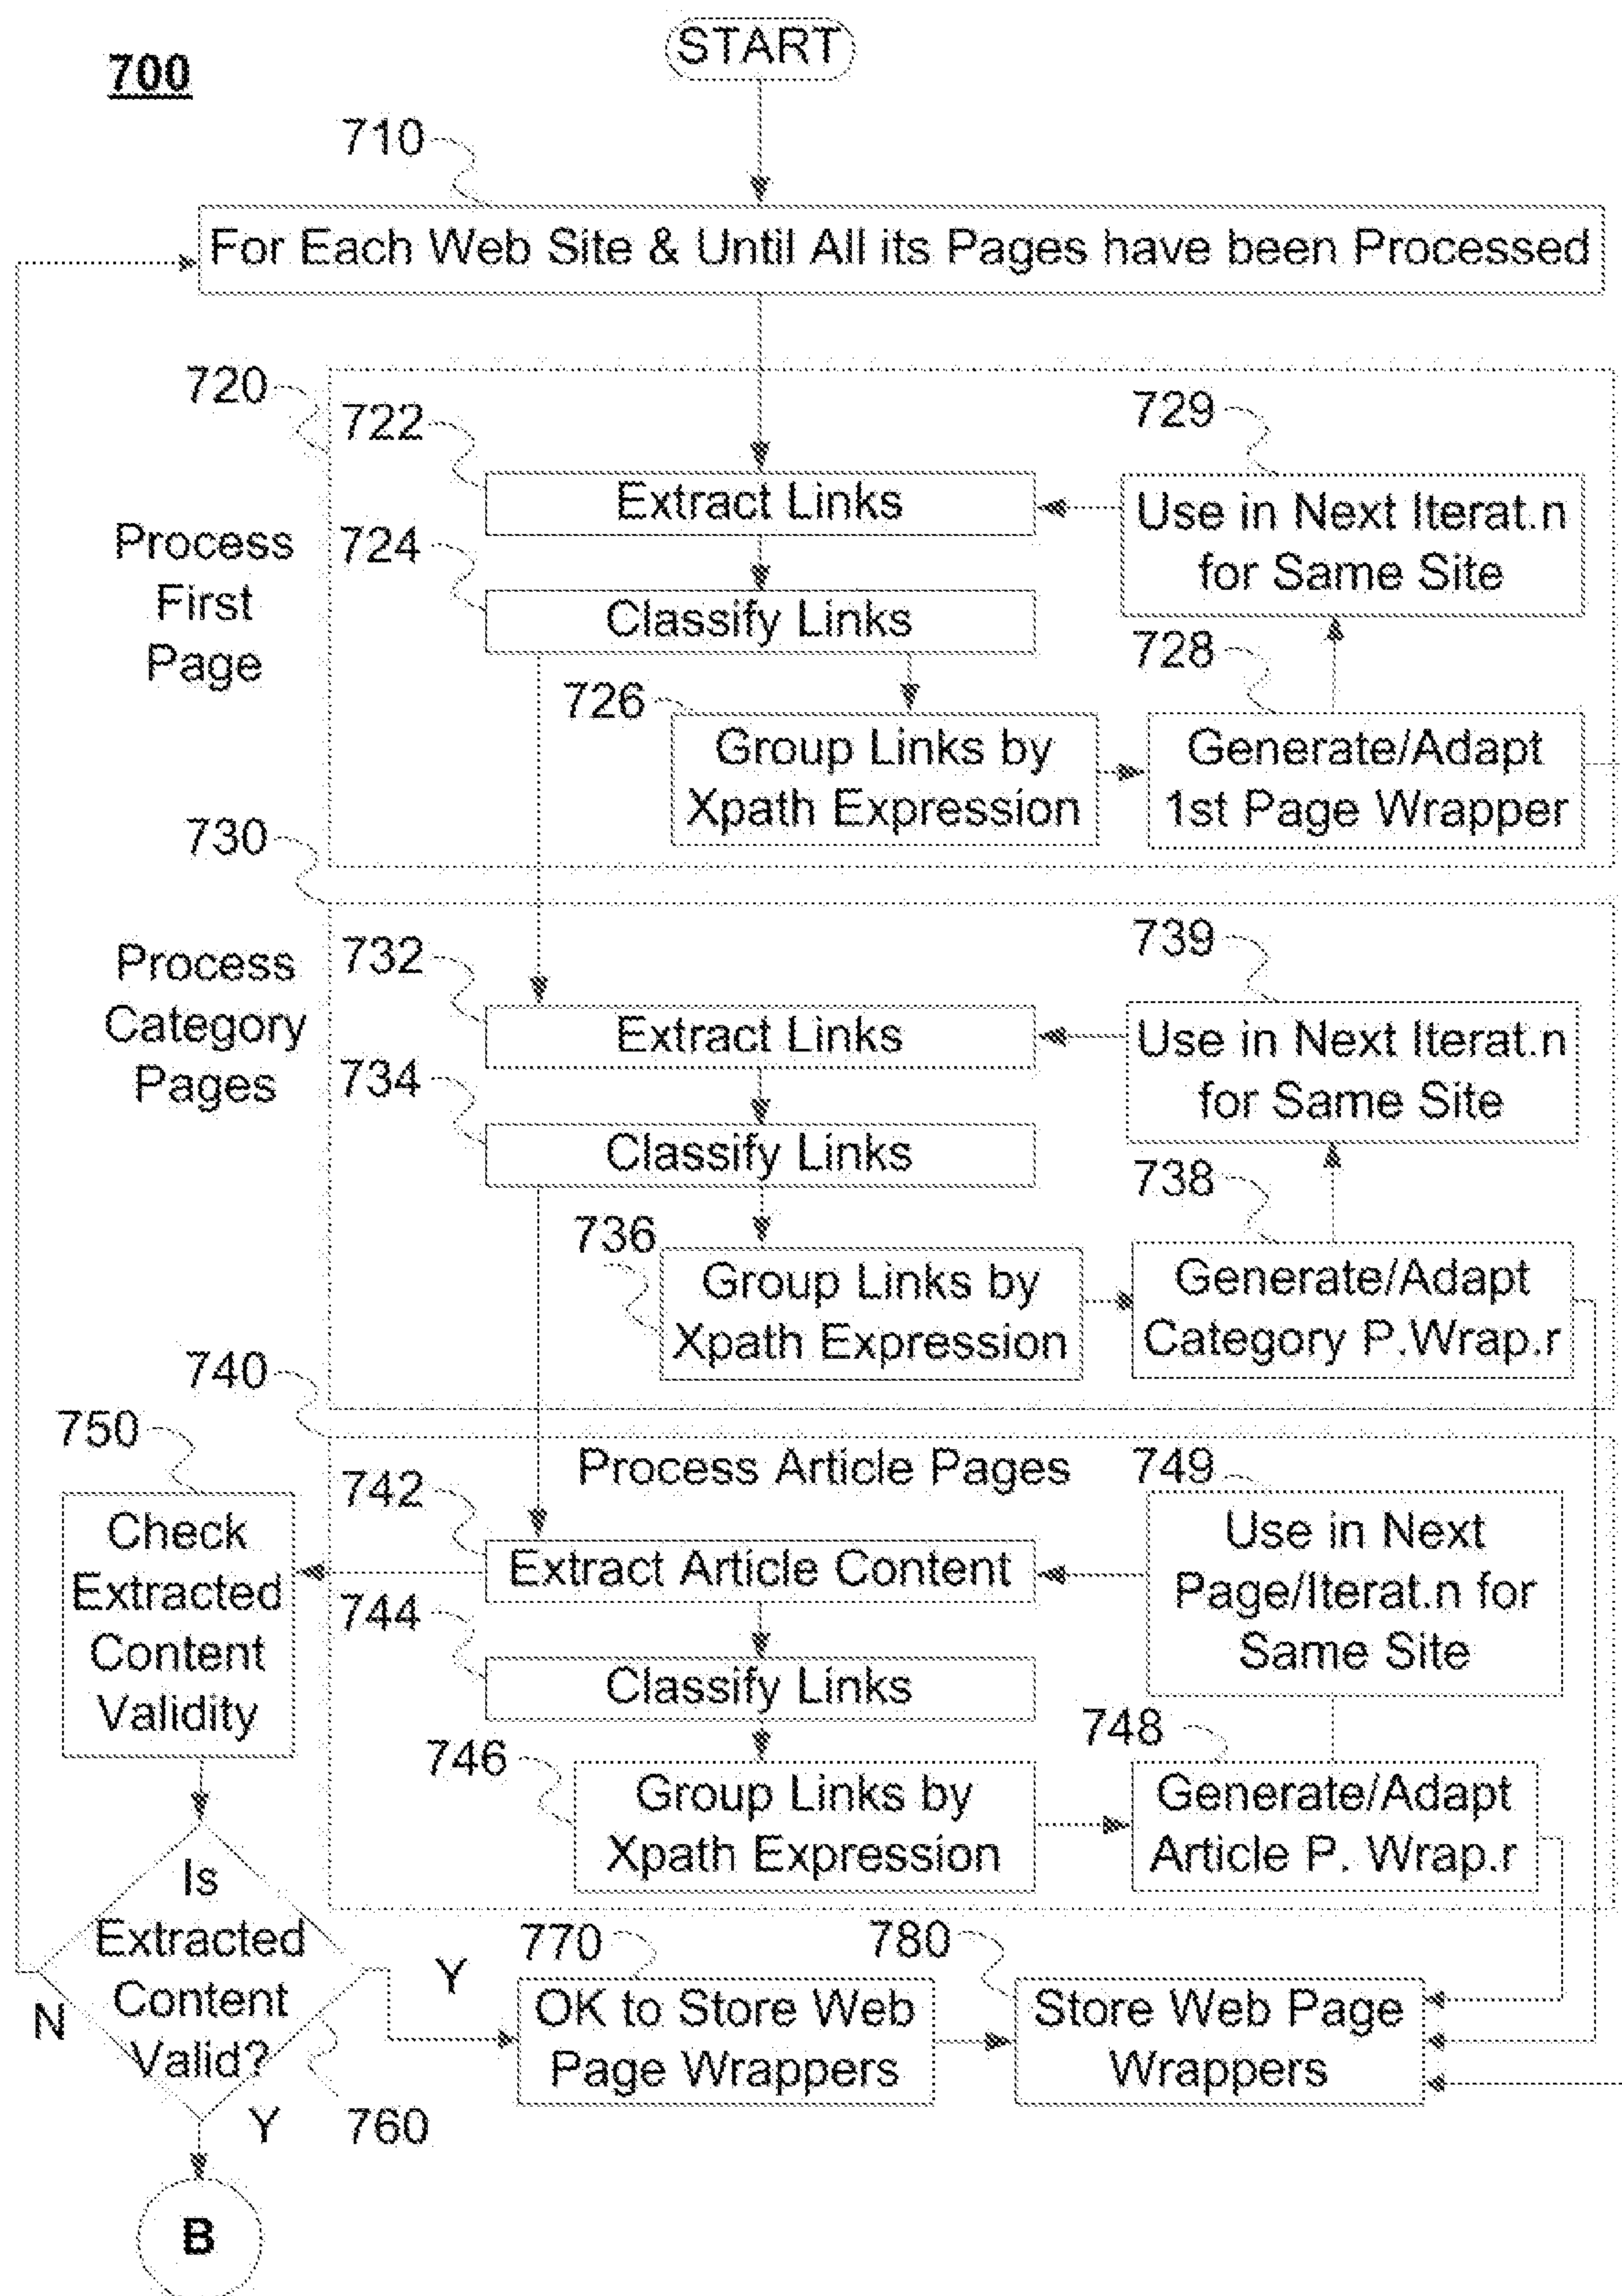 START
700
710
For Each Web Site & Until All its Pages have been Processed
720
722
729
Extract Links
Use in Next Iterat.n
for Same Site
Process
First
Page
724
Classify Links
728
726
Group Links by
Xpath Expression
Generate/Adapt
1st Page Wrapper
730
Process
Category
Pages
732
739
Extract Links
Use in Next Iterat.n
for Same Site
734
Classify Links
738
736
Group Links by
Xpath Expression
Generate/Adapt
Category P.Wrap.r
740
750
Process Article Pages
742
749
Check
Extracted
Content
Validity
Extract Article Content
Use in Next
Page/Iterat.n for
Same Site
744
Classify Links
748
746
Group Links by
Xpath Expression
Generate/Adapt
Article P. Wrap.r
Is
Extracted
Content
Valid?
N
Y
770
780
OK to Store Web
Page Wrappers
Store Web Page
Wrappers
Y
760
B